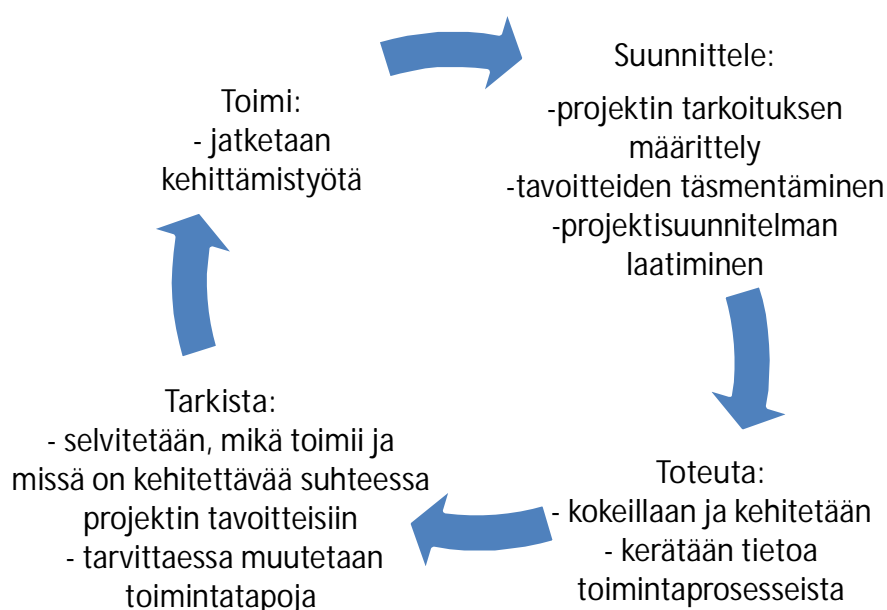 Toimi:
- jatketaan
kehittämistyötä
Suunnittele:
-projektin tarkoituksen
määrittely
-tavoitteiden täsmentäminen
-projektisuunnitelman
laatiminen
Toteuta:
- kokeillaan ja kehitetään
- kerätään tietoa
toimintaprosesseista
Tarkista:
- selvitetään, mikä toimii ja
missä on kehitettävää suhteessa
projektin tavoitteisiin
- tarvittaessa muutetaan
toimintatapoja